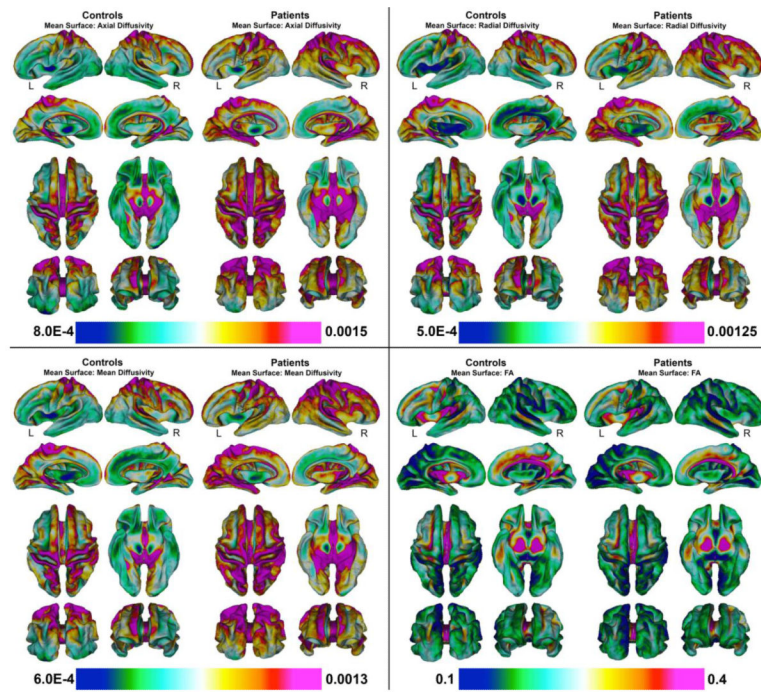 Controls
Mean Surface: Axial Diffusivity
Patients
Mean Surface: Axial Diffusivity
L
R
8.0E-4
0.0015
Controls
Mean Surface: Radial Diffusivity
Patients
Mean Surface: Radial Diffusivity
L
R
5.0E-4
0.00125
Controls
Mean Surface: Mean Diffusivity
Patients
Mean Surface: Mean Diffusivity
L
R
6.0E-4
0.0013
Controls
Mean Surface: FA
Patients
Mean Surface: FA
L
R
0.1
0.4